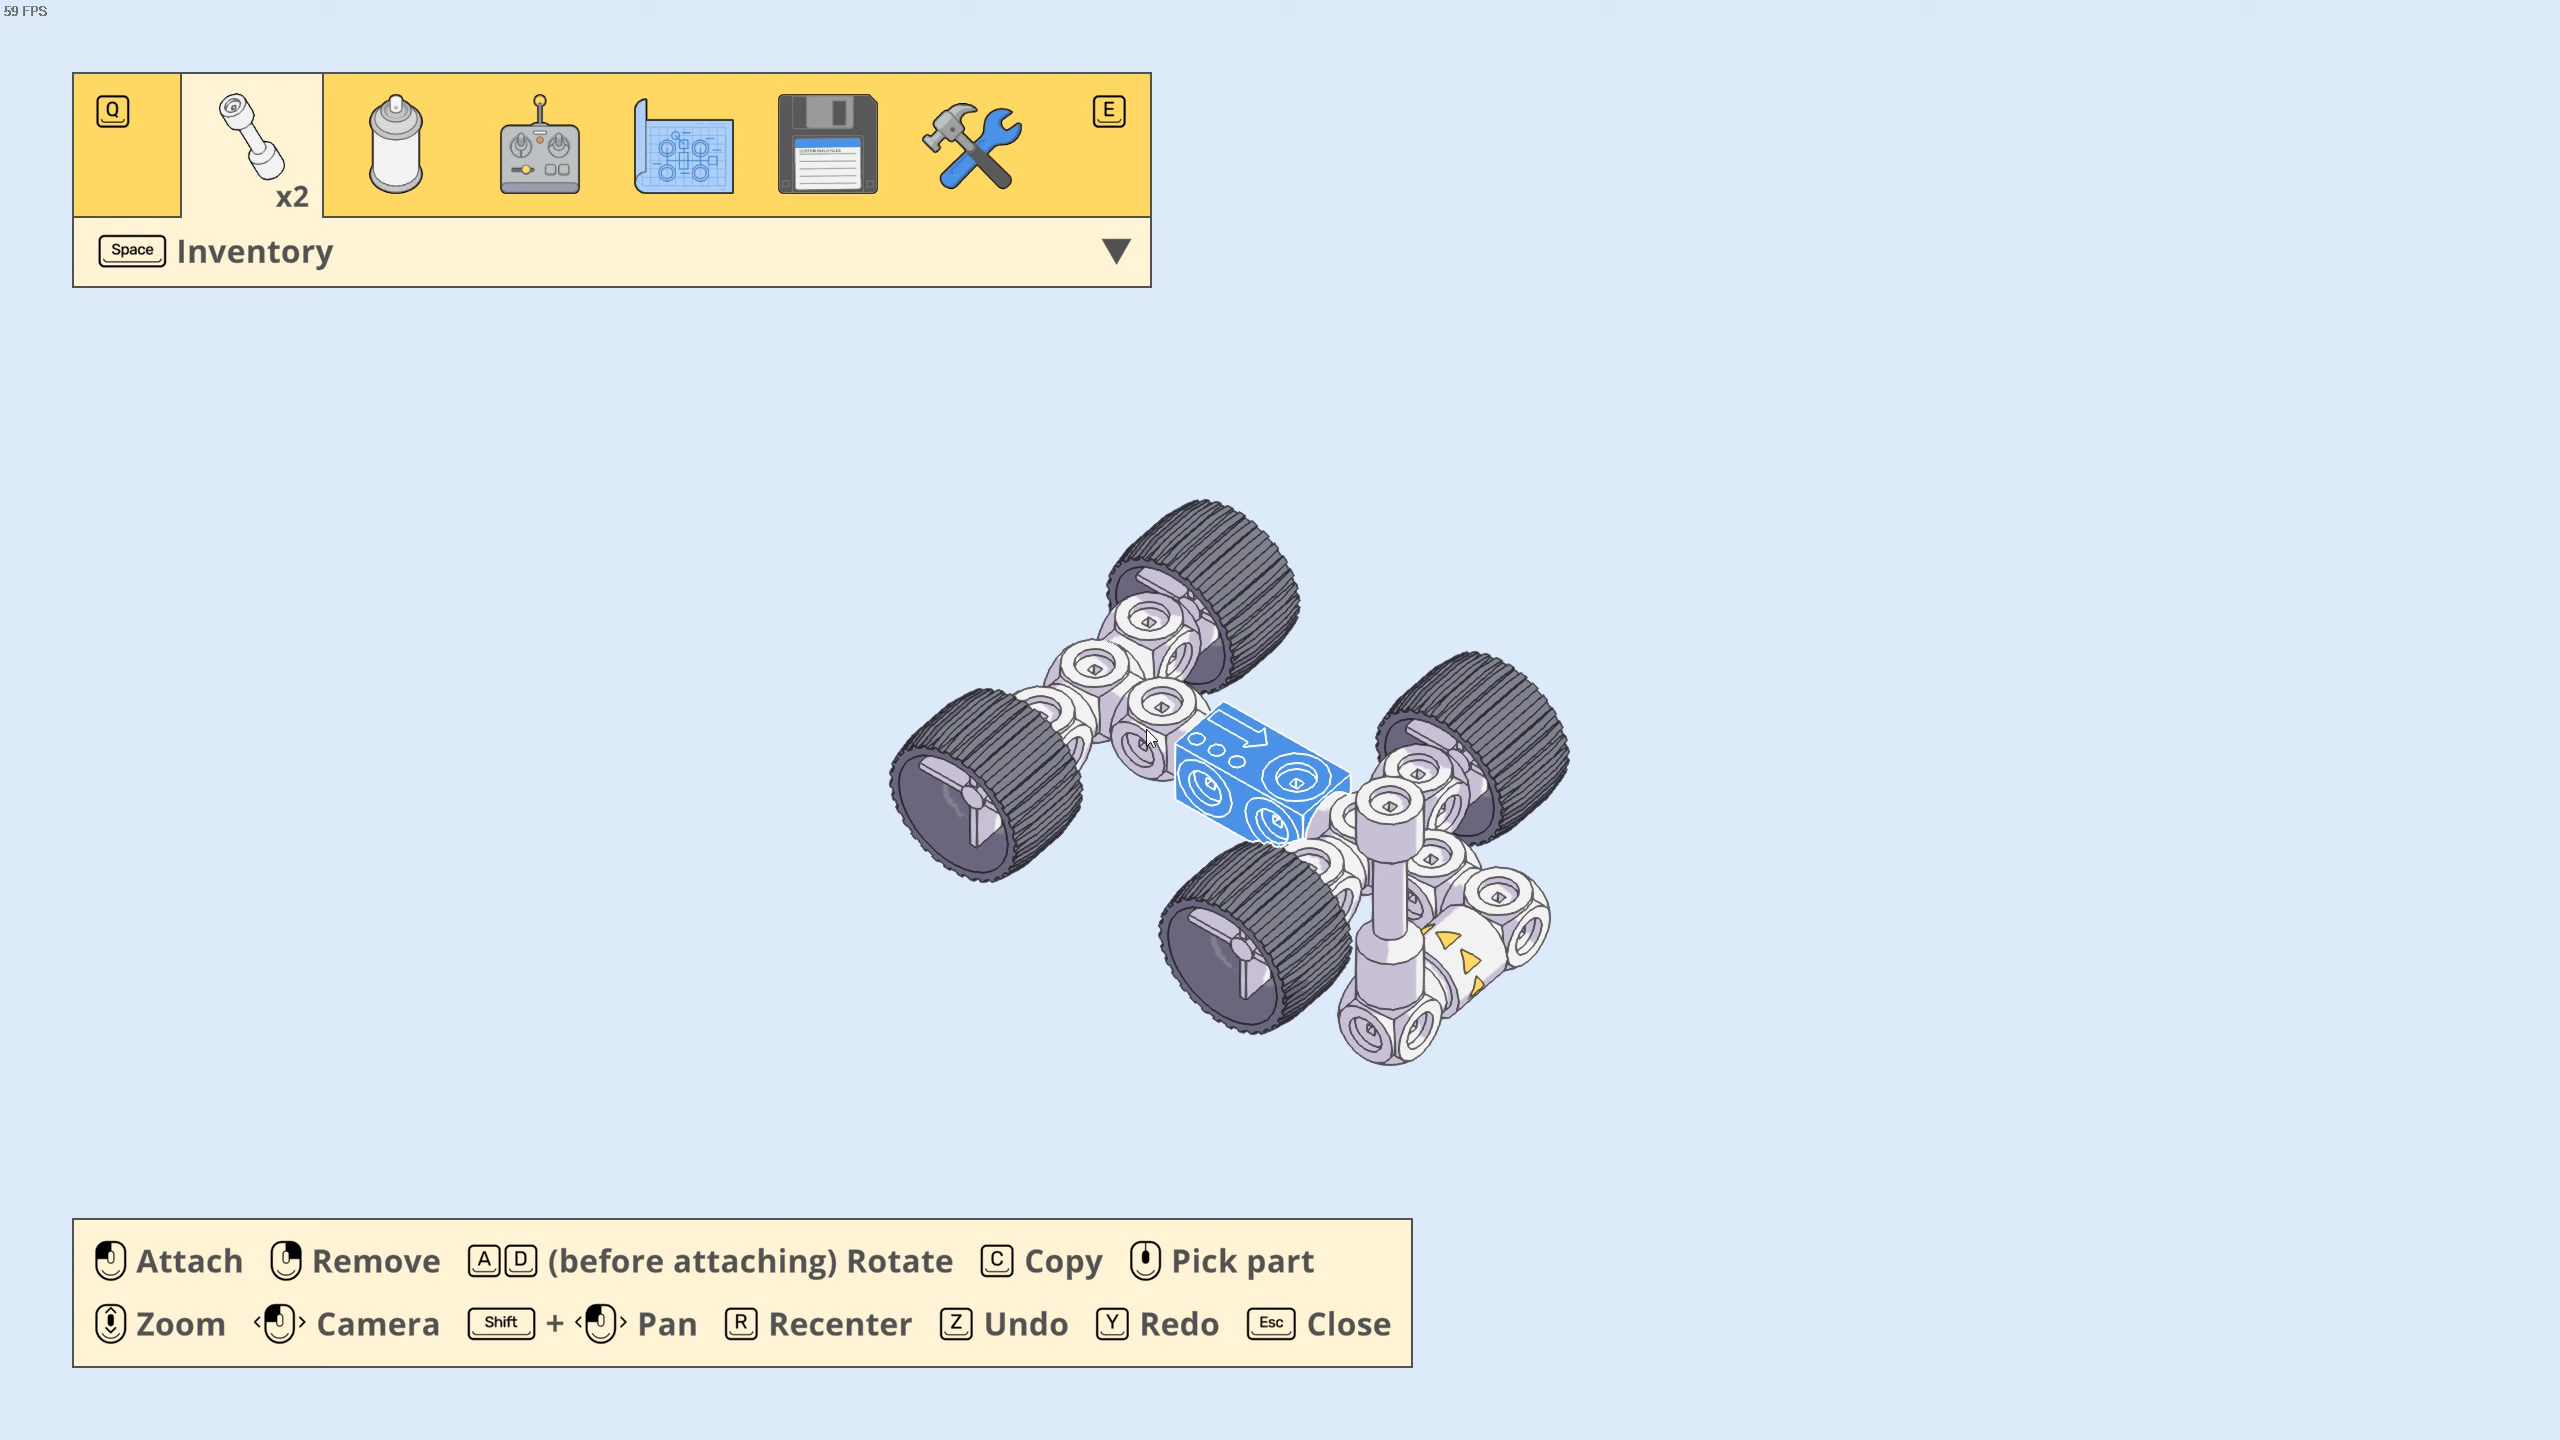 59 FPS
Q
E
x2
Space Inventory
Attach Remove A D (before attaching) Rotate C Copy Pick part
Zoom Camera Shift + Pan R Recenter Z Undo Y Redo Esc Close